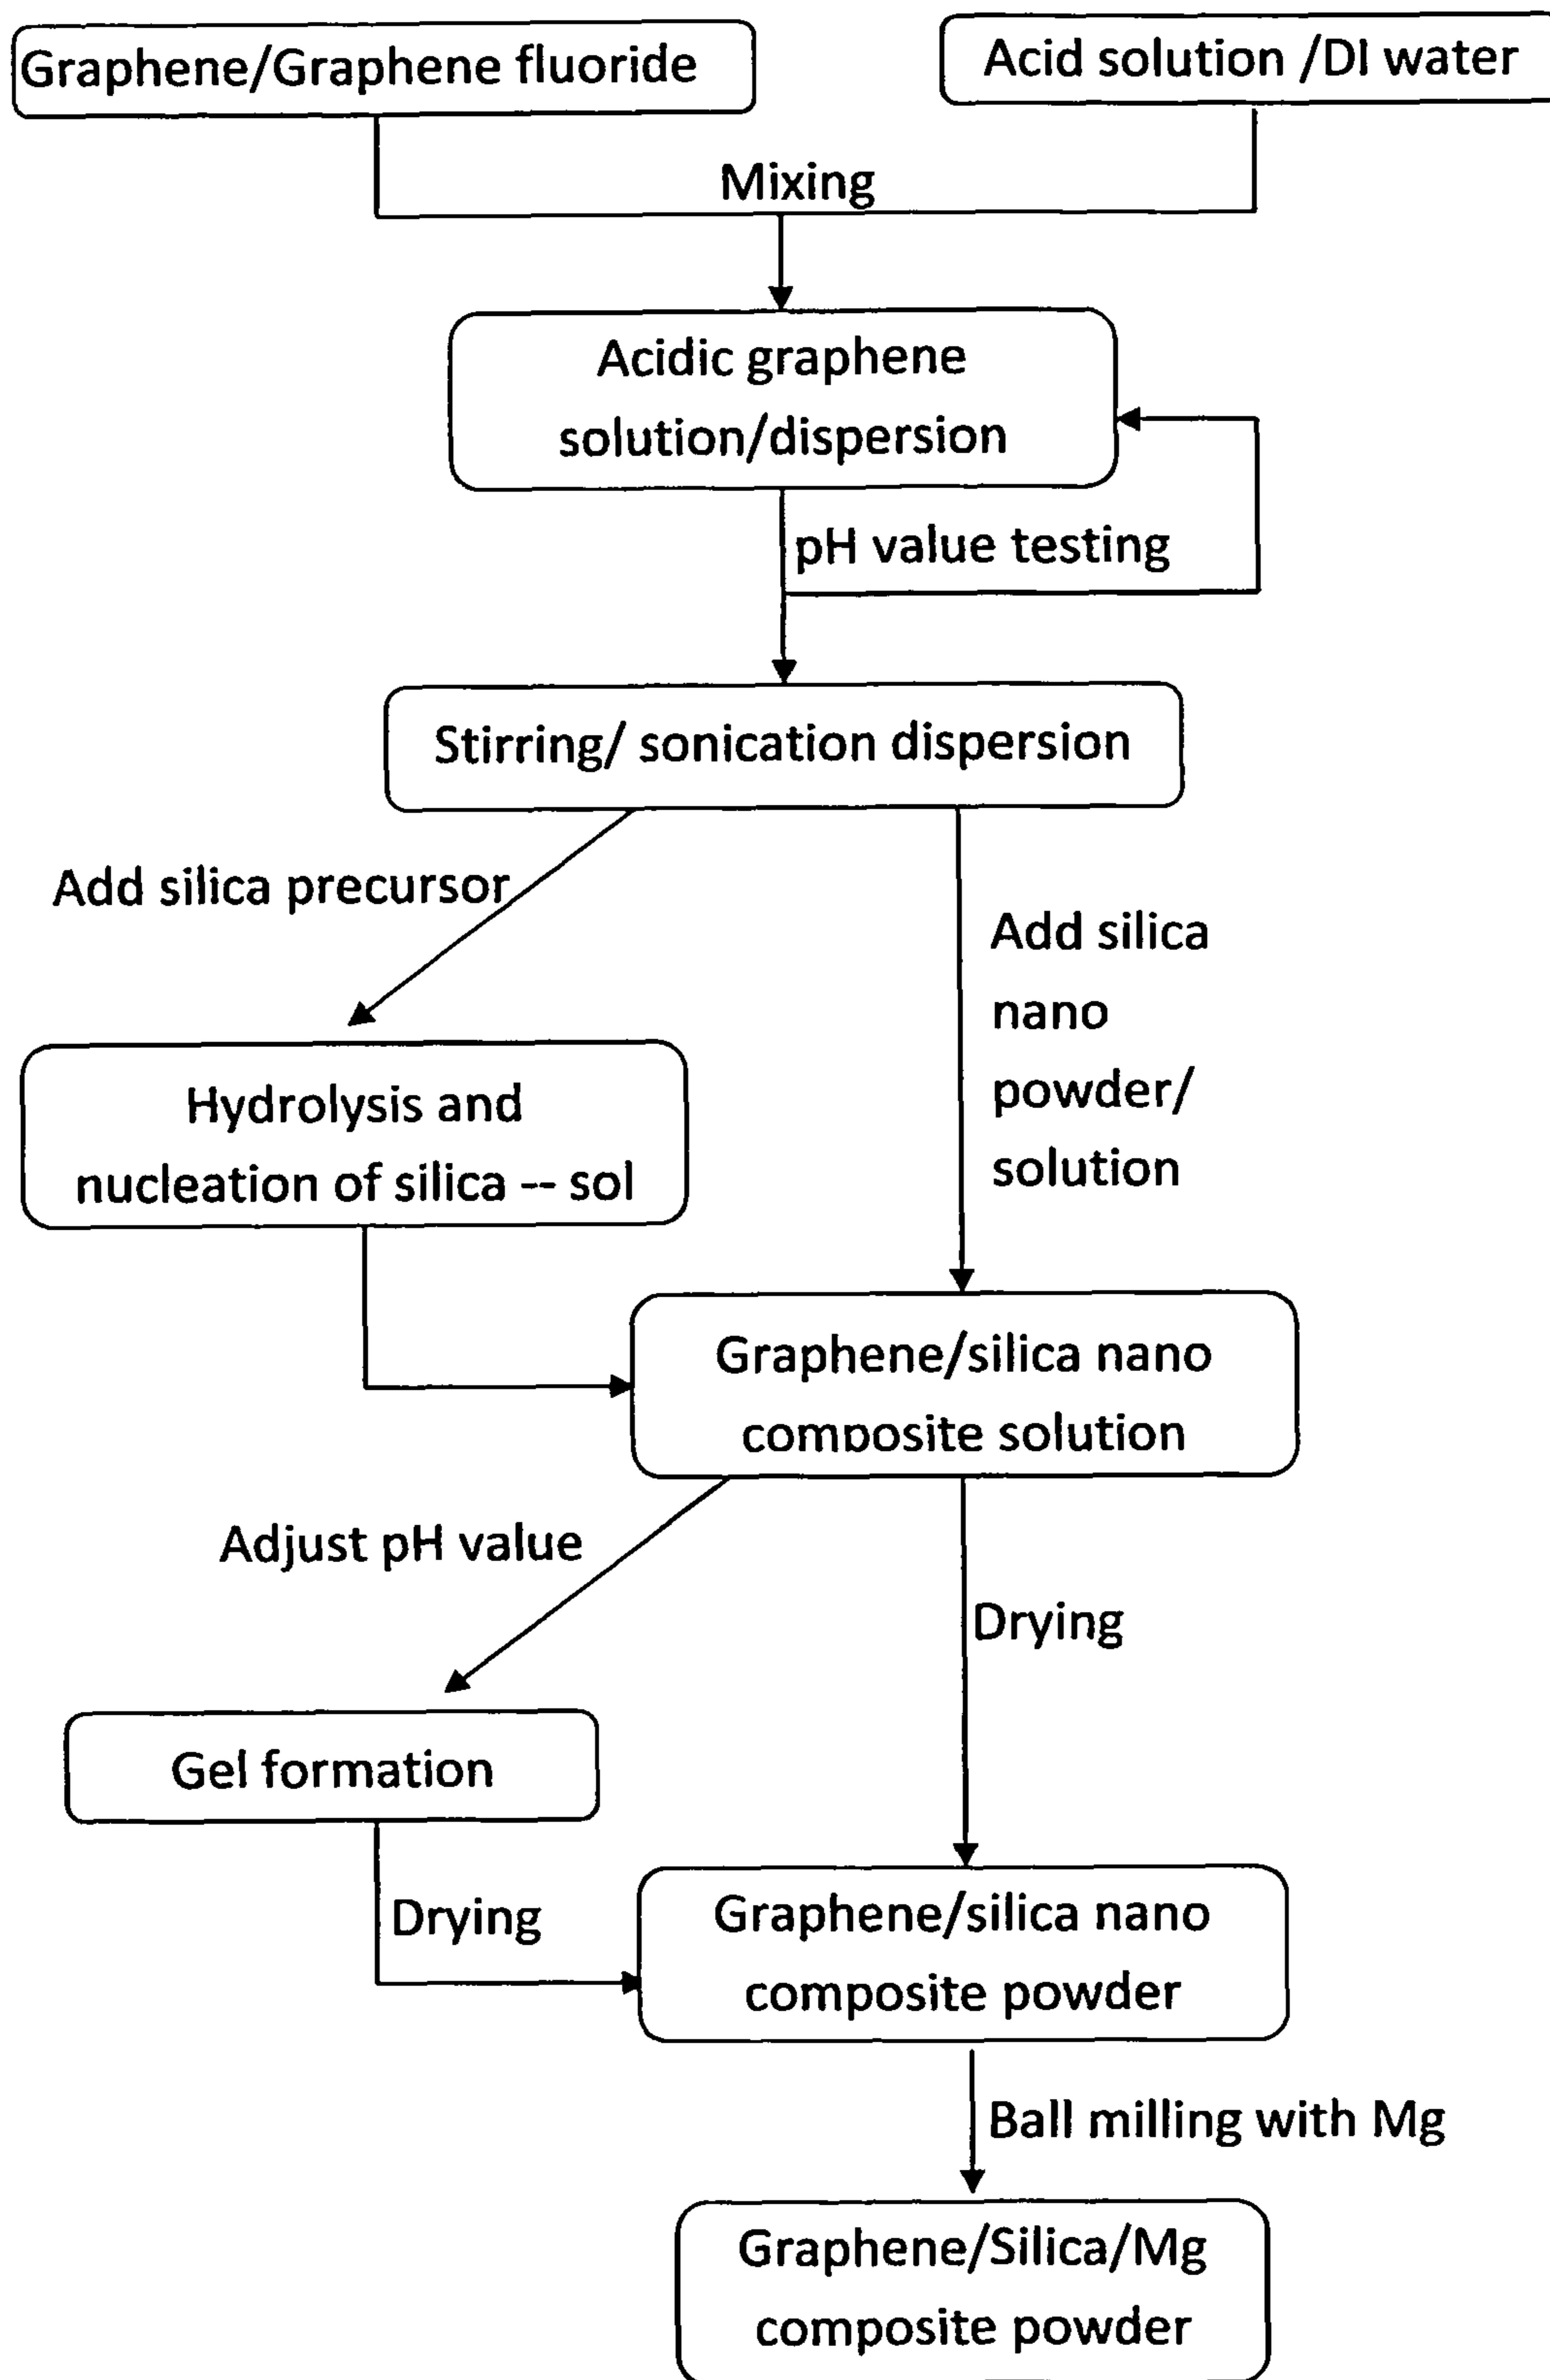 Graphene/Graphene fluoride
Acid solution /DI water
Mixing
Acidic graphene
solution/dispersion
pH value testing
Stirring/ sonication dispersion
Add silica precursor
Add silica
nano
powder/
solution
Hydrolysis and
nucleation of silica -- sol
Graphene/silica nano
composite solution
Adjust pH value
Drying
Gel formation
Drying
Graphene/silica nano
composite powder
Ball milling with Mg
Graphene/Silica/Mg
composite powder